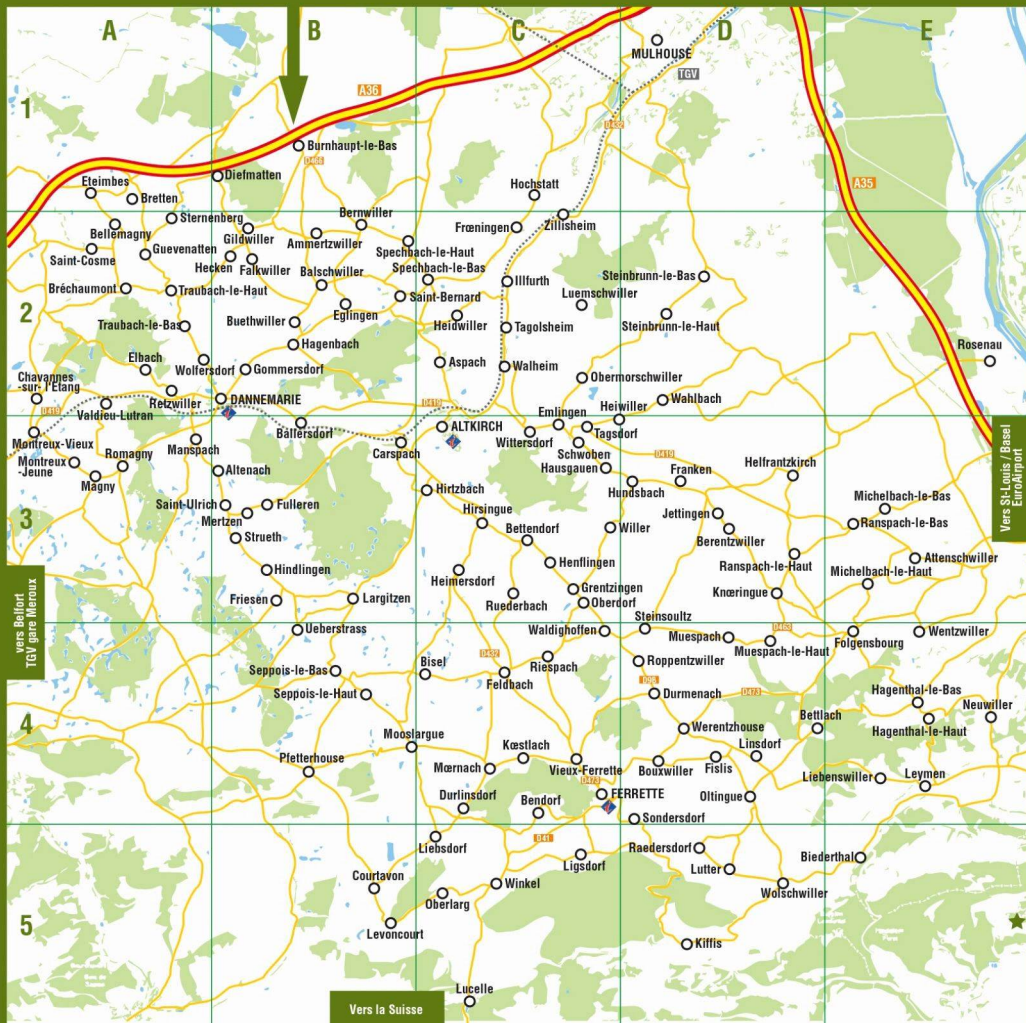 A
B
C
D
E
MULHOUSE
TGV
A36
1
D432
Burnhaupt-le-Bas
D466
Diefmatten
Eteimbes
Bretten
Hochstatt
A35
Sternenberg
Bernwiller
Zillisheim
Bellemagny
Gildwiller
Ammertzwiller
Frœningen
Saint-Cosme
Guevenatten
Hecken
Falkwiller
Spechbach-le-Haut
Balschwiller
Spechbach-le-Bas
Steinbrunn-le-Bas
Bréchaumont
Traubach-le-Haut
Illfurth
Saint-Bernard
Luemschwiller
2
Eglingen
Heidwiller
Traubach-le-Bas
Buethwiller
Tagolsheim
Steinbrunn-le-Haut
Hagenbach
Rosenau
Elbach
Wolfersdorf
Gommersdorf
Aspach
Walheim
Chavannes
-sur- l'Etang
Obermorschwiller
Retzwiller
DANNEMARIE
Wahlbach
D419
Valdieu-Lutran
D419
Emlingen
Heiwiller
Ballersdorf
ALTKIRCH
Montreux-Vieux
Manspach
Carspach
Wittersdorf
Tagsdorf
Schwoben
Montreux
-Jeune
Romagny
Altenach
Hausgauen
D419
Franken
Helfrantzkirch
Magny
Hundsbach
Vers St-Louis / Basel
EuroAirport
Hirtzbach
Saint-Ulrich
Fulleren
Michelbach-le-Bas
3
Mertzen
Hirsingue
Jettingen
Ranspach-le-Bas
Strueth
Bettendorf
Willer
Berentzwiller
Hindlingen
Henflingen
Ranspach-le-Haut
Attenschwiller
Heimersdorf
Michelbach-le-Haut
Friesen
Largitzen
Ruederbach
Grentzingen
Oberdorf
Knœringue
vers Belfort
TGV gare Meroux
Ueberstrass
Waldighoffen
Steinsoultz
Muespach
D463
Muespach-le-Haut
Folgensbourg
Wentzwiller
Seppois-le-Bas
Bisel
D432
Riespach
Roppentzwiller
Feldbach
D9B
Seppois-le-Haut
Durmenach
D473
Hagenthal-le-Bas
4
Werentzhouse
Bettlach
Neuwiller
Hagenthal-le-Haut
Mooslargue
Kœstlach
Linsdorf
Pfetterhouse
Mœrnach
Vieux-Ferrette
Bouxwiller
Fislis
Liebenswiller
Leymen
D473
FERRETTE
Durlinsdorf
Bendorf
Oltingue
Sondersdorf
Liebsdorf
D41
Raedersdorf
Ligsdorf
Biederthal
Lutter
Courtavon
Winkel
Wolschwiller
Oberlarg
5
Levoncourt
Kiffis
Lucelle
Vers la Suisse